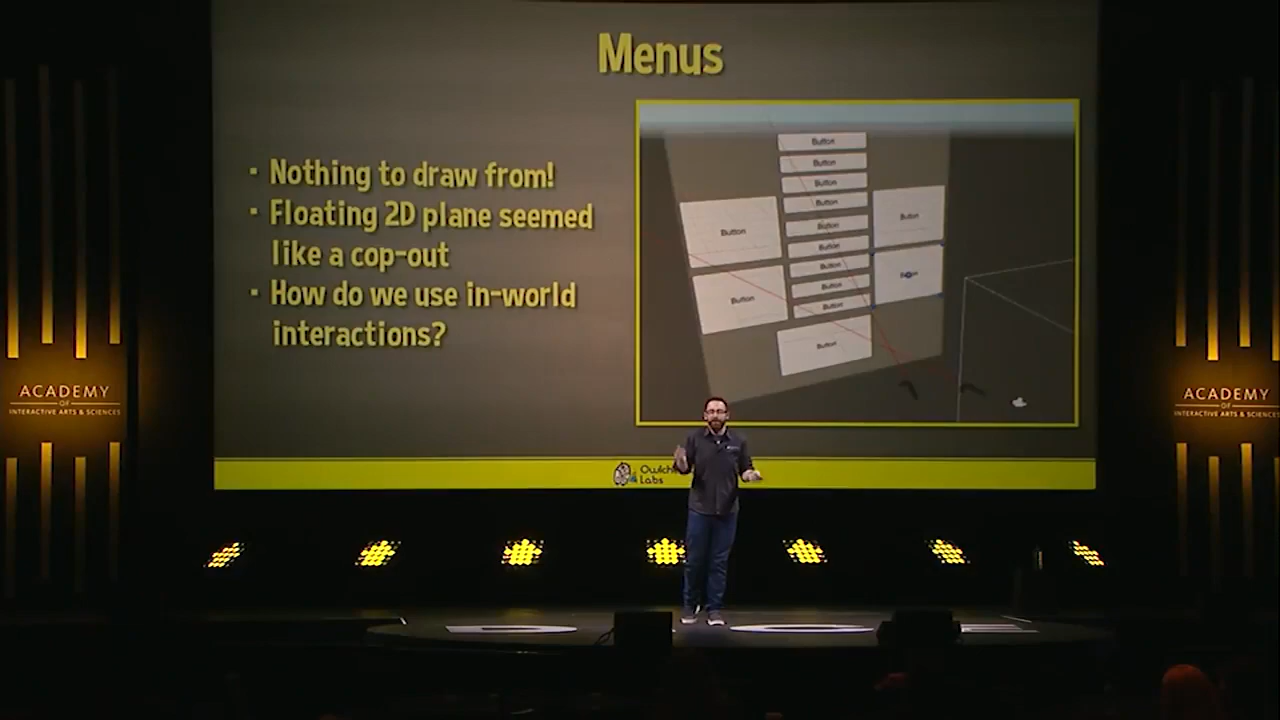 Menus
· Nothing to draw from!
· Floating 2D plane seemed
like a cop-out
· How do we use in-world
interactions?
Button
Button
Button
Button
Button
Button
Button
Button
Button
Button
Button
Button
Button
ACADEMY
OF
INTERACTIVE ARTS & SCIENCES
ACADEMY
OF
INTERACTIVE ARTS & SCIENCES
Labs